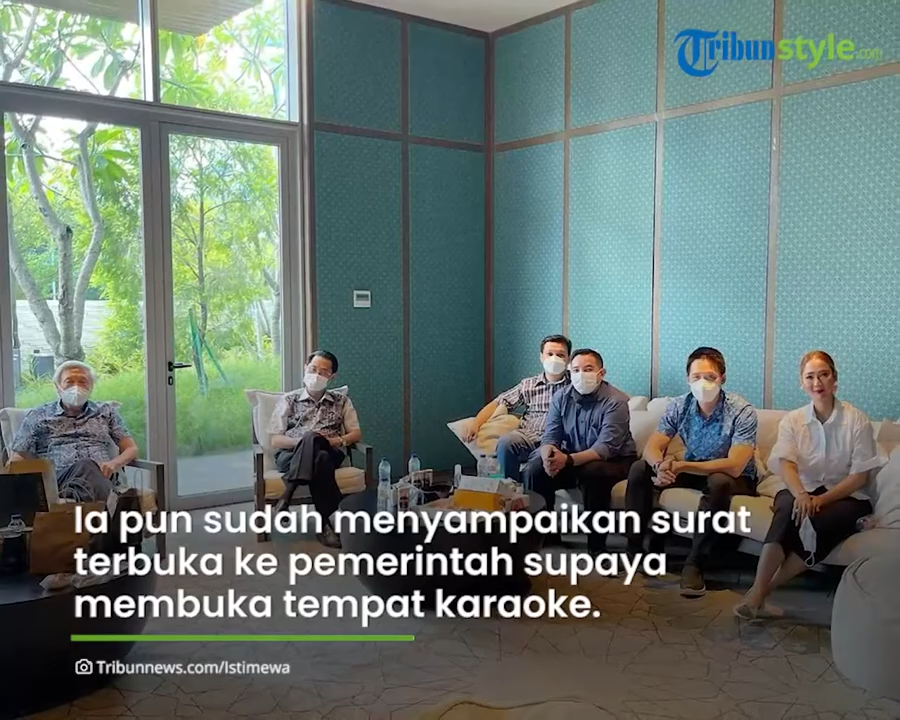 Tribunstyle.com
Ia pun sudah menyampaikan surat
terbuka ke pemerintah supaya
membuka tempat karaoke.
Tribunnews.com/Istimewa